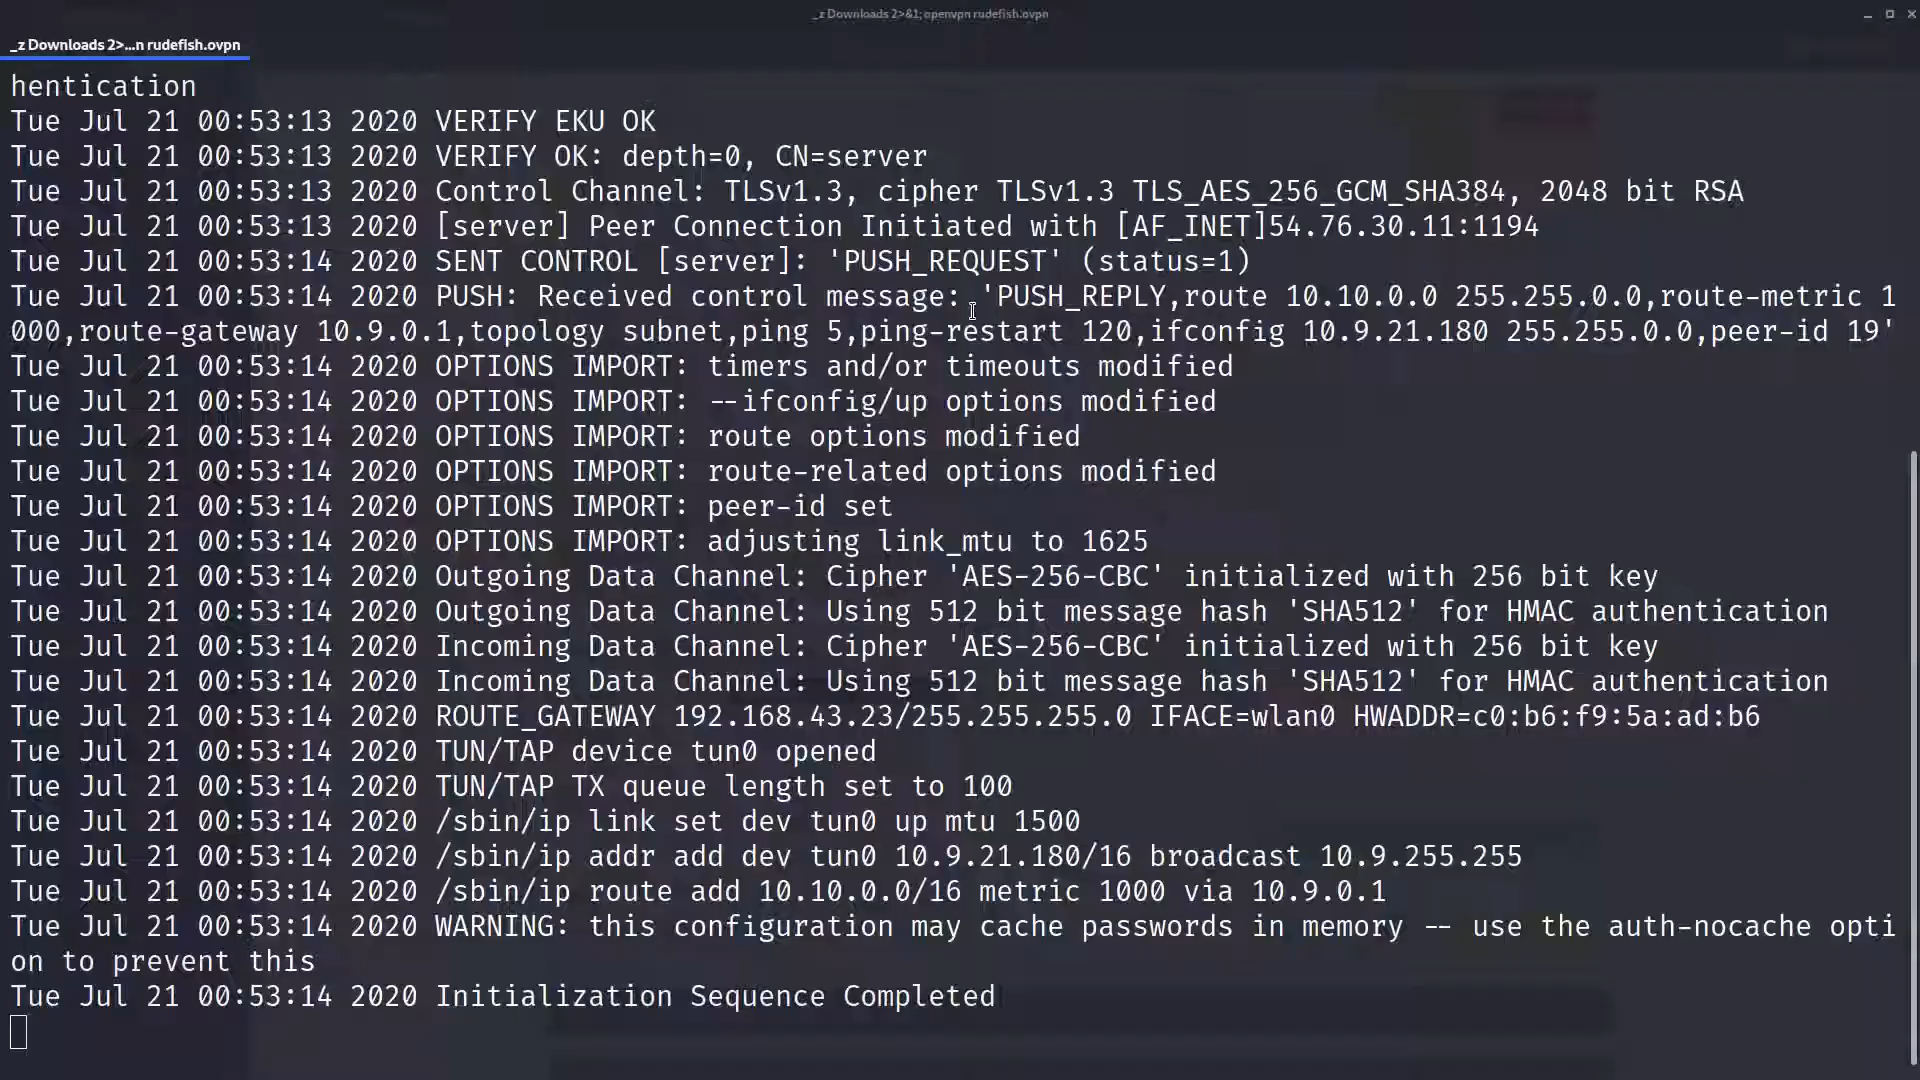 _z Downloads 2>&1; openvpn rudefish.ovpn
_z Downloads 2>...n rudefish.ovpn
hentication
Tue Jul 21 00:53:13 2020 VERIFY EKU OK
Tue Jul 21 00:53:13 2020 VERIFY OK: depth=0, CN=server
Tue Jul 21 00:53:13 2020 Control Channel: TLSv1.3, cipher TLSv1.3 TLS_AES_256_GCM_SHA384, 2048 bit RSA
Tue Jul 21 00:53:13 2020 [server] Peer Connection Initiated with [AF_INET]54.76.30.11:1194
Tue Jul 21 00:53:14 2020 SENT CONTROL [server]: 'PUSH_REQUEST' (status=1)
Tue Jul 21 00:53:14 2020 PUSH: Received control message: 'PUSH_REPLY,route 10.10.0.0 255.255.0.0,route-metric 1
000,route-gateway 10.9.0.1,topology subnet,ping 5,ping-restart 120,ifconfig 10.9.21.180 255.255.0.0,peer-id 19'
Tue Jul 21 00:53:14 2020 OPTIONS IMPORT: timers and/or timeouts modified
Tue Jul 21 00:53:14 2020 OPTIONS IMPORT: --ifconfig/up options modified
Tue Jul 21 00:53:14 2020 OPTIONS IMPORT: route options modified
Tue Jul 21 00:53:14 2020 OPTIONS IMPORT: route-related options modified
Tue Jul 21 00:53:14 2020 OPTIONS IMPORT: peer-id set
Tue Jul 21 00:53:14 2020 OPTIONS IMPORT: adjusting link_mtu to 1625
Tue Jul 21 00:53:14 2020 Outgoing Data Channel: Cipher 'AES-256-CBC' initialized with 256 bit key
Tue Jul 21 00:53:14 2020 Outgoing Data Channel: Using 512 bit message hash 'SHA512' for HMAC authentication
Tue Jul 21 00:53:14 2020 Incoming Data Channel: Cipher 'AES-256-CBC' initialized with 256 bit key
Tue Jul 21 00:53:14 2020 Incoming Data Channel: Using 512 bit message hash 'SHA512' for HMAC authentication
Tue Jul 21 00:53:14 2020 ROUTE_GATEWAY 192.168.43.23/255.255.255.0 IFACE=wlan0 HWADDR=c0:b6:f9:5a:ad:b6
Tue Jul 21 00:53:14 2020 TUN/TAP device tun0 opened
Tue Jul 21 00:53:14 2020 TUN/TAP TX queue length set to 100
Tue Jul 21 00:53:14 2020 /sbin/ip link set dev tun0 up mtu 1500
Tue Jul 21 00:53:14 2020 /sbin/ip addr add dev tun0 10.9.21.180/16 broadcast 10.9.255.255
Tue Jul 21 00:53:14 2020 /sbin/ip route add 10.10.0.0/16 metric 1000 via 10.9.0.1
Tue Jul 21 00:53:14 2020 WARNING: this configuration may cache passwords in memory -- use the auth-nocache opti
on to prevent this
Tue Jul 21 00:53:14 2020 Initialization Sequence Completed